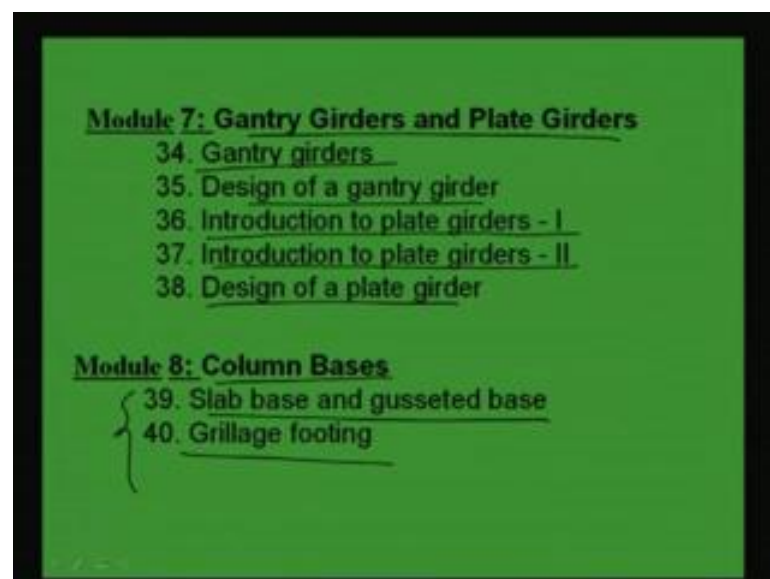 Module 7: Gantry Girders and Plate Girders
34. Gantry girders
35. Design of a gantry girder
36. Introduction to plate girders - I
37. Introduction to plate girders - II
38. Design of a plate girder
Module 8: Column Bases
39. Slab base and gusseted base
40. Grillage footing